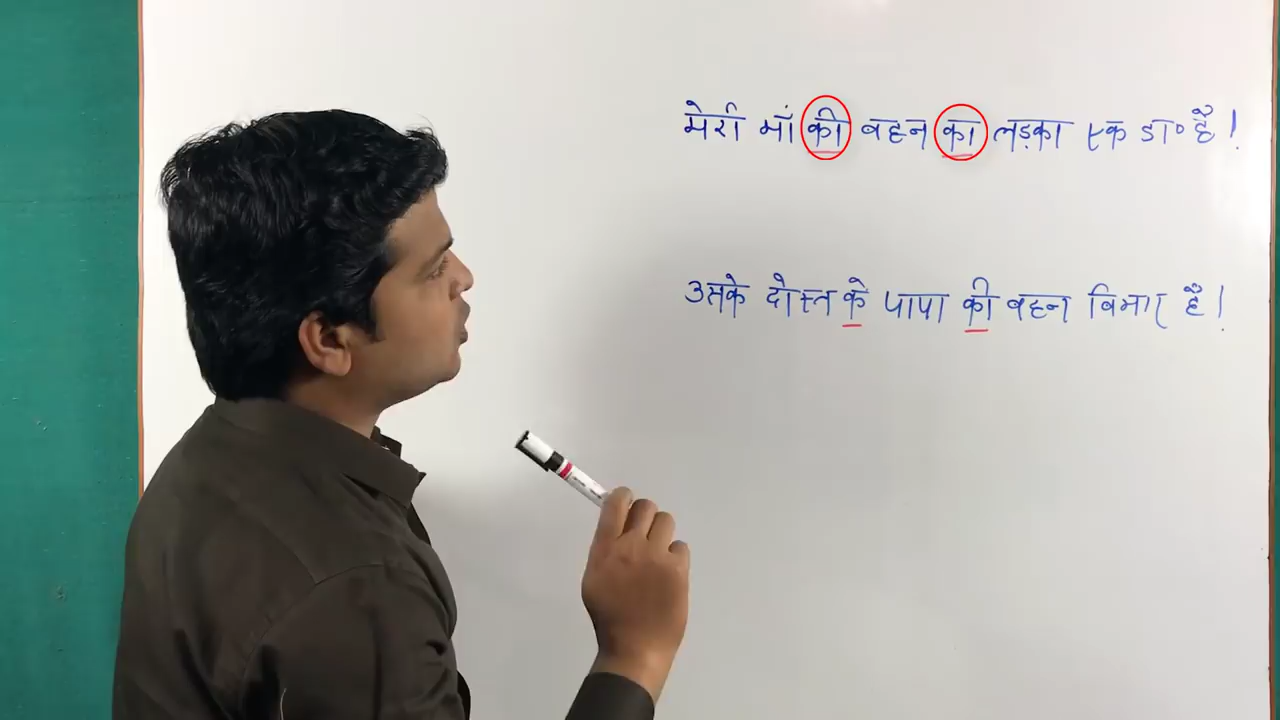 मेरी माँ की बहन का लड़का एक डा० है!
उसके दोस्त के पापा की बहन बिमार है!